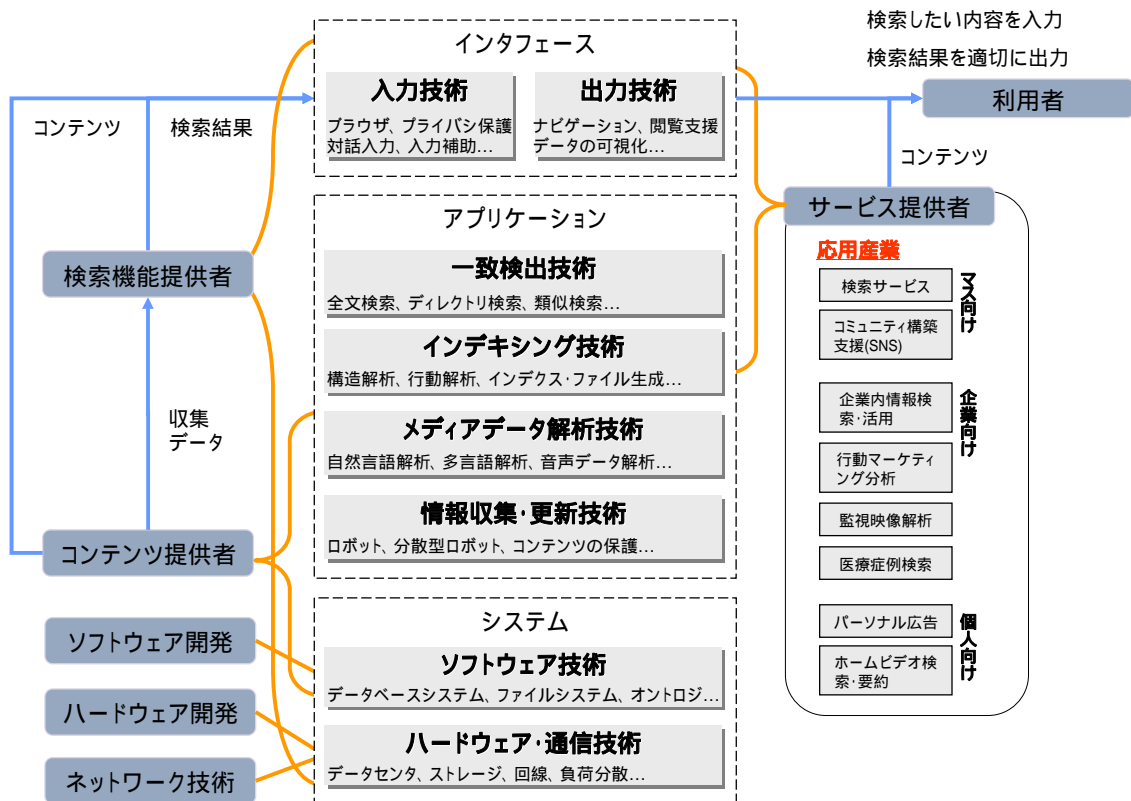 検索したい内容を入力
検索結果を適切に出力
利用者
コンテンツ
検索結果
インタフェース
入力技術
ブラウザ、プライバシ保護
対話入力、入力補助…
出力技術
ナビゲーション、閲覧支援
データの可視化…
コンテンツ
サービス提供者
検索機能提供者
収集
データ
コンテンツ提供者
ソフトウェア開発
ハードウェア開発
ネットワーク技術
アプリケーション
一致検出技術
全文検索、ディレクトリ検索、類似検索…
インデキシング技術
構造解析、行動解析、インデクス・ファイル生成…
メディアデータ解析技術
自然言語解析、多言語解析、音声データ解析…
情報収集・更新技術
ロボット、分散型ロボット、コンテンツの保護…
システム
ソフトウェア技術
データベースシステム、ファイルシステム、オントロジ…
ハードウェア・通信技術
データセンタ、ストレージ、回線、負荷分散…
応用産業
マス向け
検索サービス
コミュニティ構築
支援(SNS)
企業向け
企業内情報検
索・活用
行動マーケティ
ング分析
監視映像解析
医療症例検索
個人向け
パーソナル広告
ホームビデオ検
索・要約